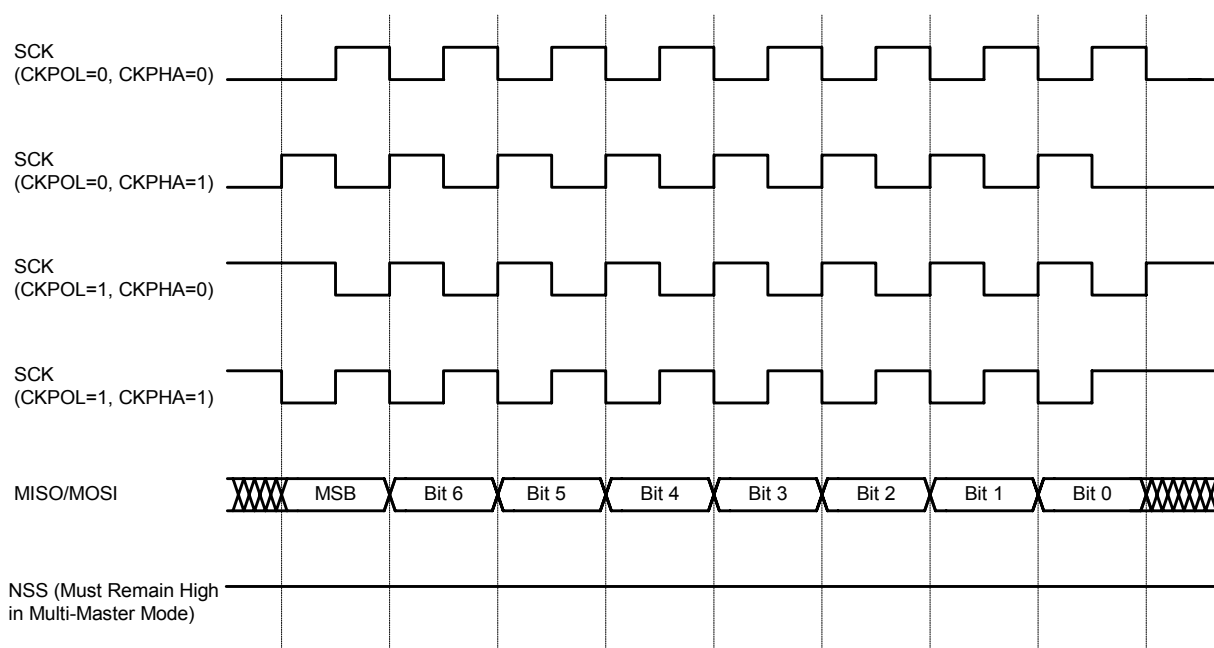 SCK
(CKPOL=0, CKPHA=0)
SCK
(CKPOL=0, CKPHA=1)
SCK
(CKPOL=1, CKPHA=0)
SCK
(CKPOL=1, CKPHA=1)
MISO/MOSI MSB Bit 6 Bit 5 Bit 4 Bit 3 Bit 2 Bit 1 Bit 0
NSS (Must Remain High
in Multi-Master Mode)